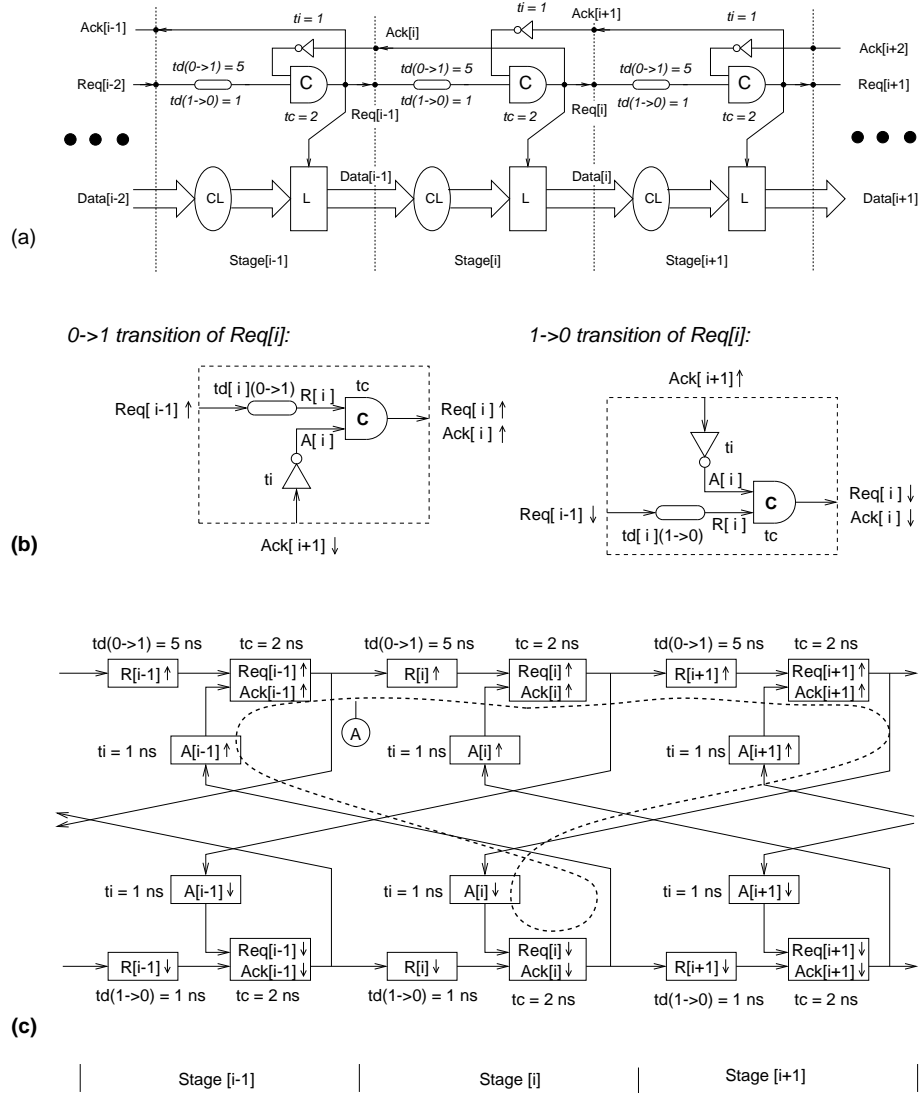 ti = 1
Ack[i-1] Ack[i] Ack[i+1] Ack[i+2]
td(0->1) = 5 td(0->1) = 5 td(0->1) = 5
Req[i-2] C C C Req[i+1]
td(1->0) = 1 td(1->0) = 1 td(1->0) = 1
Req[i-1] Req[i]
tc = 2 tc = 2 tc = 2
ti = 1
Data[i-1] Data[i]
Data[i-2] CL L CL L CL L Data[i+1]
(a)
Stage[i-1] Stage[i] Stage[i+1]
0->1 transition of Req[i]:
td[ i ](0->1) tc
R[ i ]
Req[ i-1] C Req[ i ]
Ack[ i ]
A[ i ]
ti
Ack[ i+1]
1->0 transition of Req[i]:
Ack[ i+1]
ti
A[ i ]
C Req[ i ]
Req[ i-1] R[ i ] Ack[ i ]
td[ i ](1->0) tc
(b)
td(0->1) = 5 ns tc = 2 ns td(0->1) = 5 ns tc = 2 ns td(0->1) = 5 ns tc = 2 ns
R[i-1] Req[i-1] R[i] Req[i] R[i+1] Req[i+1]
Ack[i-1] Ack[i] Ack[i+1]
A
ti = 1 ns A[i-1] ti = 1 ns A[i] ti = 1 ns A[i+1]
ti = 1 ns A[i-1] ti = 1 ns A[i] ti = 1 ns A[i+1]
R[i-1] Req[i-1] R[i] Req[i] R[i+1] Req[i+1]
Ack[i-1] Ack[i] Ack[i+1]
td(1->0) = 1 ns tc = 2 ns td(1->0) = 1 ns tc = 2 ns td(1->0) = 1 ns tc = 2 ns
(c)
Stage [i-1] Stage [i] Stage [i+1]